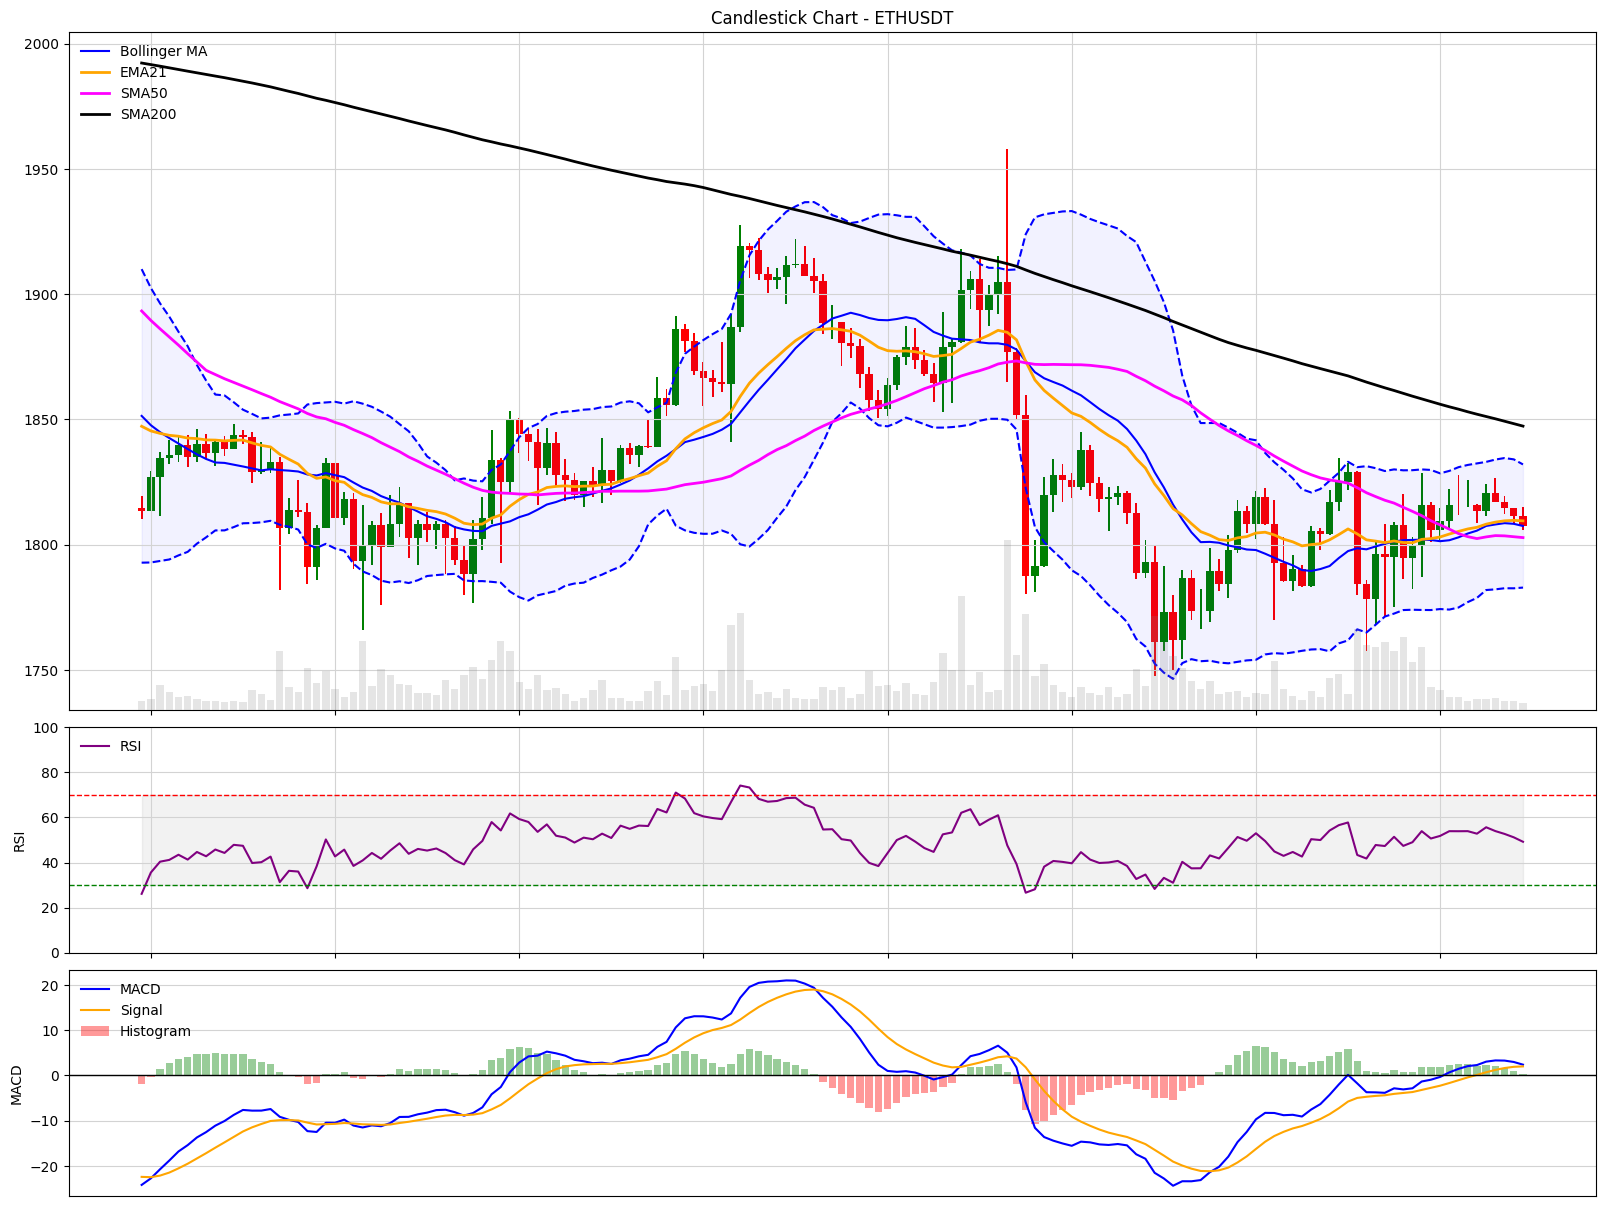 Candlestick Chart - ETHUSDT
2000
1950
1900
1850
1800
1750
Bollinger MA
EMA21
SMA50
SMA200
100
80
60
40
20
0
RSI
RSI
20
10
0
−10
−20
MACD
MACD
Signal
Histogram